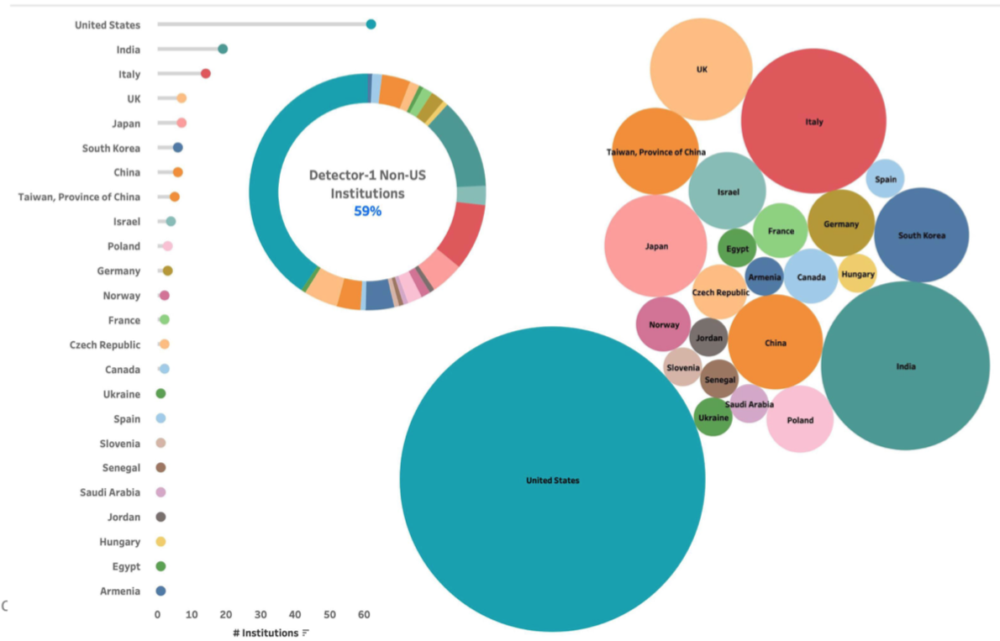 United States
India
Italy
UK
Japan
South Korea
China
Taiwan, Province of China
Israel
Poland
Germany
Norway
France
Czech Republic
Canada
Ukraine
Spain
Slovenia
Senegal
Saudi Arabia
Jordan
Hungary
Egypt
Armenia
0 10 20 30 40 50 60
# Institutions
C
Detector-1 Non-US
Institutions
59%
UK
Italy
Taiwan, Province of China
Spain
Israel
Germany
France
South Korea
Japan
Egypt
Armenia
Canada
Hungary
Czech Republic
Norway
Jordan
China
India
Slovenia
Senegal
Saudi Arabia
Ukraine
Poland
United States